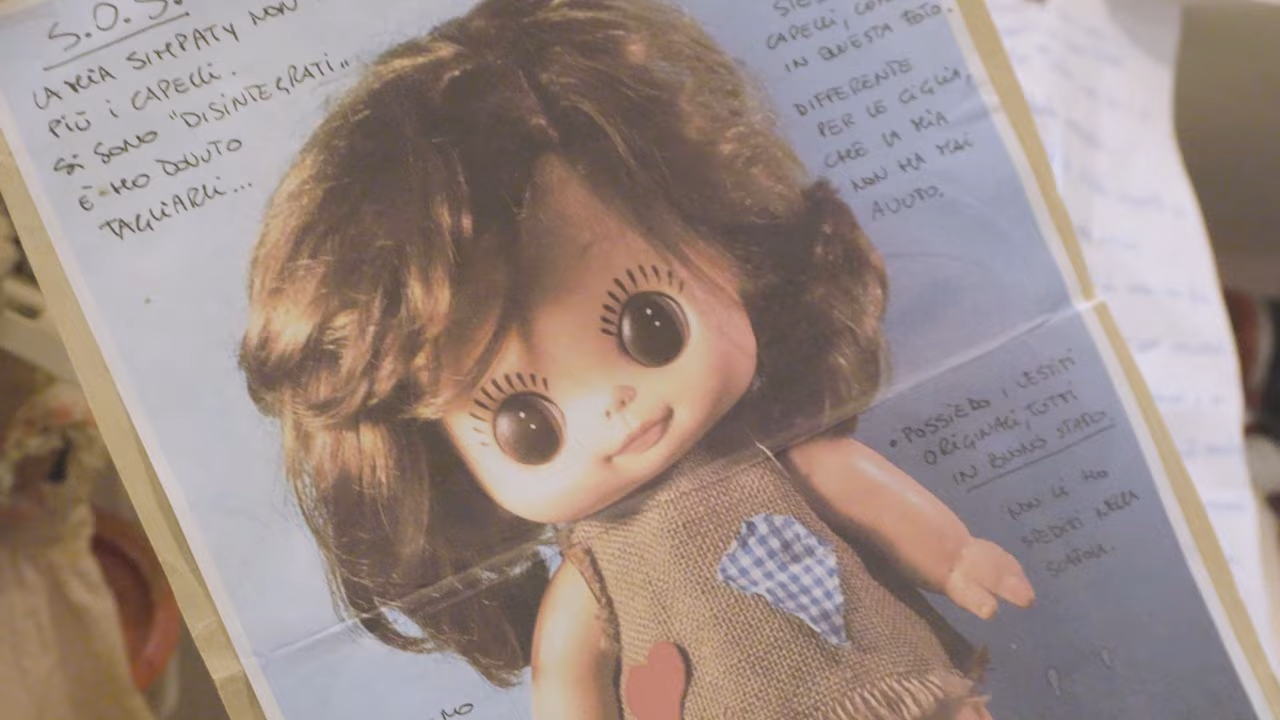 S.O.S.
LA MIA SIMPATY NON
PIÙ I CAPELLI.
SI SONO "DISINTEGRATI"
E HO DOVUTO
TAGLIARLI...
CAPELLI, COM
IN QUESTA FOTO.
DIFFERENTE
PER LE CIGLIA,
CHE LA MIA
NON HA MAI
AVUTO.
• POSSIEDO I VESTITI
ORIGINALI, TUTTI
IN BUONO STATO.
NON LI HO
SPEDITI NELLA
SCATOLA.